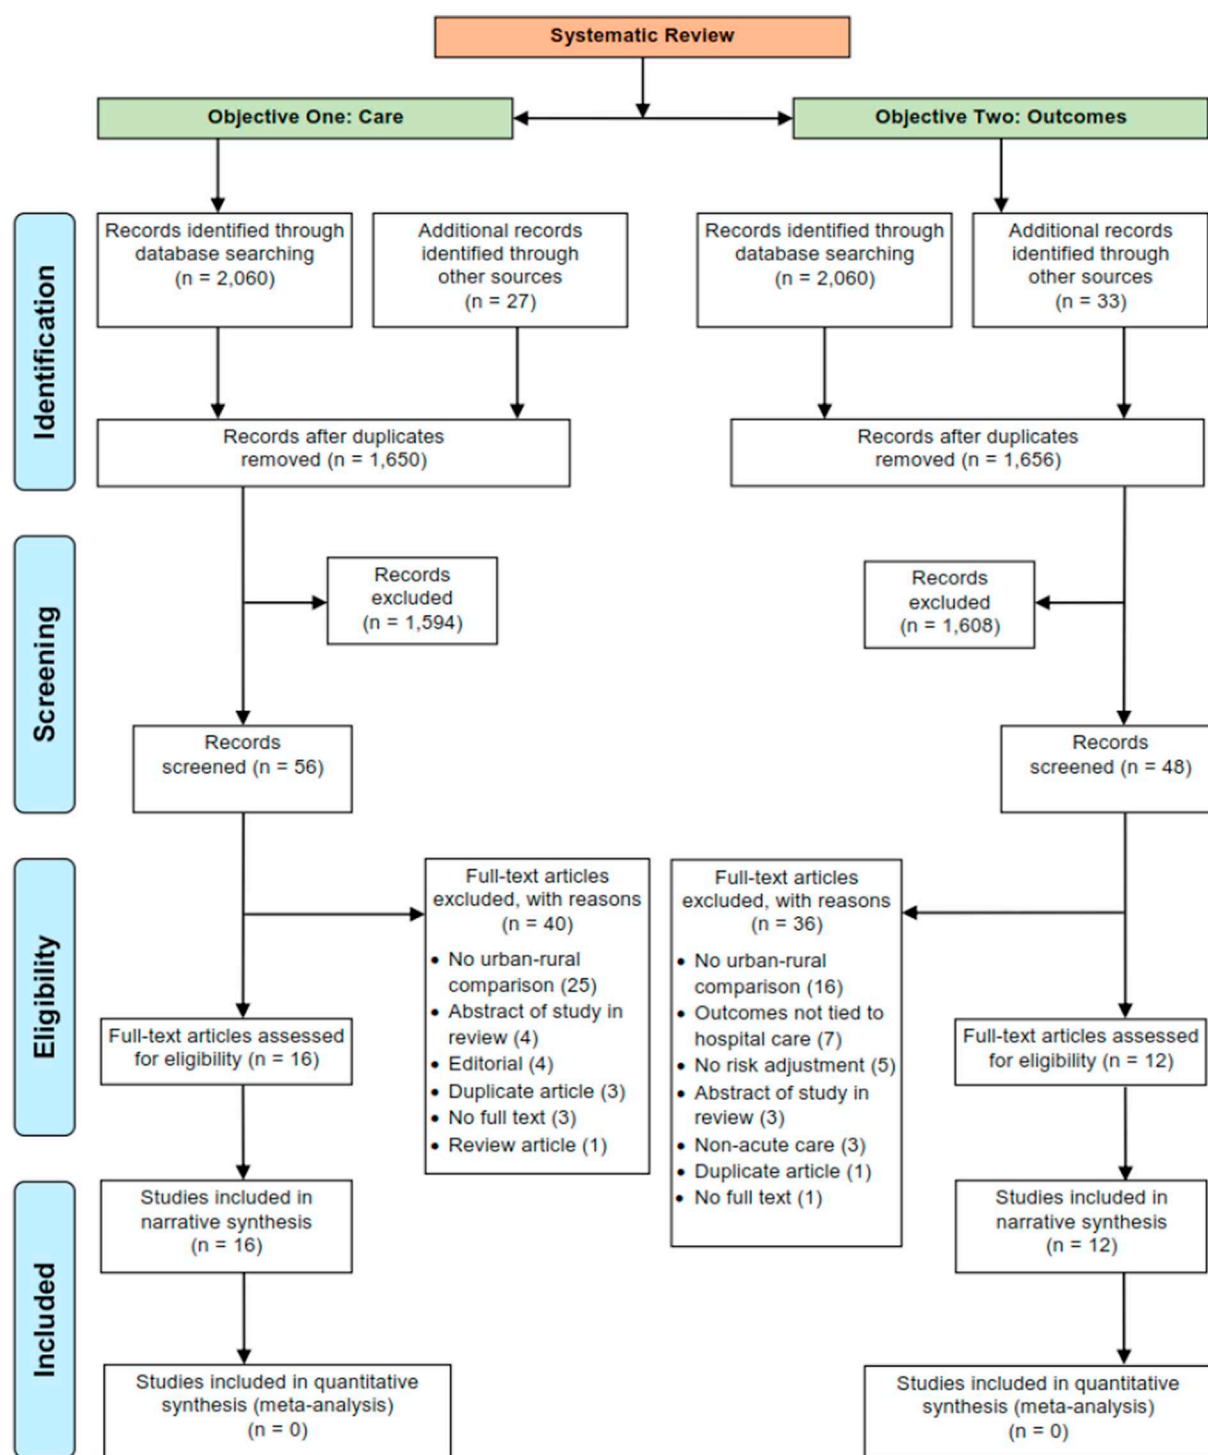 Systematic Review
Objective One: Care
Objective Two: Outcomes
Identification
Records identified through
database searching
(n = 2,060)
Additional records
identified through
other sources
(n = 27)
Records identified through
database searching
(n = 2,060)
Additional records
identified through
other sources
(n = 33)
Records after duplicates
removed (n = 1,650)
Records after duplicates
removed (n = 1,656)
Screening
Records
excluded
(n = 1,594)
Records
excluded
(n = 1,608)
Records
screened (n = 56)
Records
screened (n = 48)
Eligibility
Full-text articles
excluded, with reasons
(n = 40)
• No urban-rural
comparison (25)
• Abstract of study in
review (4)
• Editorial (4)
• Duplicate article (3)
• No full text (3)
• Review article (1)
Full-text articles
excluded, with reasons
(n = 36)
• No urban-rural
comparison (16)
• Outcomes not tied to
hospital care (7)
• No risk adjustment (5)
• Abstract of study in
review (3)
• Non-acute care (3)
• Duplicate article (1)
• No full text (1)
Full-text articles assessed
for eligibility (n = 16)
Full-text articles assessed
for eligibility (n = 12)
Included
Studies included in
narrative synthesis
(n = 16)
Studies included in
narrative synthesis
(n = 12)
Studies included in quantitative
synthesis (meta-analysis)
(n = 0)
Studies included in quantitative
synthesis (meta-analysis)
(n = 0)